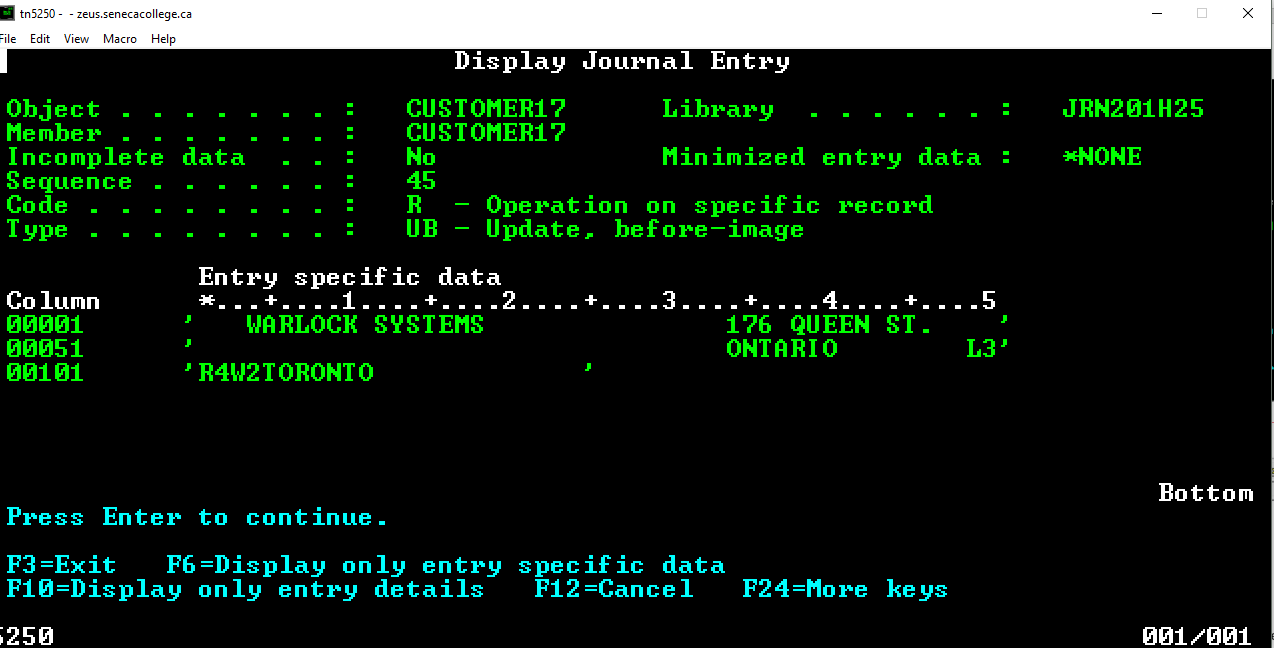 tn5250 - - zeus.senecacollege.ca
File Edit View Macro Help
Display Journal Entry
Object . . . . . . . : CUSTOMER17 Library . . . . . . : JRN201H25
Member . . . . . . . : CUSTOMER17
Incomplete data . . : No Minimized entry data : *NONE
Sequence . . . . . . : 45
Code . . . . . . . . : R - Operation on specific record
Type . . . . . . . . : UB - Update, before-image
Entry specific data
Column *...+....1....+....2....+....3....+....4....+....5
00001 ' WARLOCK SYSTEMS 176 QUEEN ST. '
00051 ' ONTARIO L3'
00101 'R4W2TORONTO '
Bottom
Press Enter to continue.
F3=Exit F6=Display only entry specific data
F10=Display only entry details F12=Cancel F24=More keys
5250 001/001